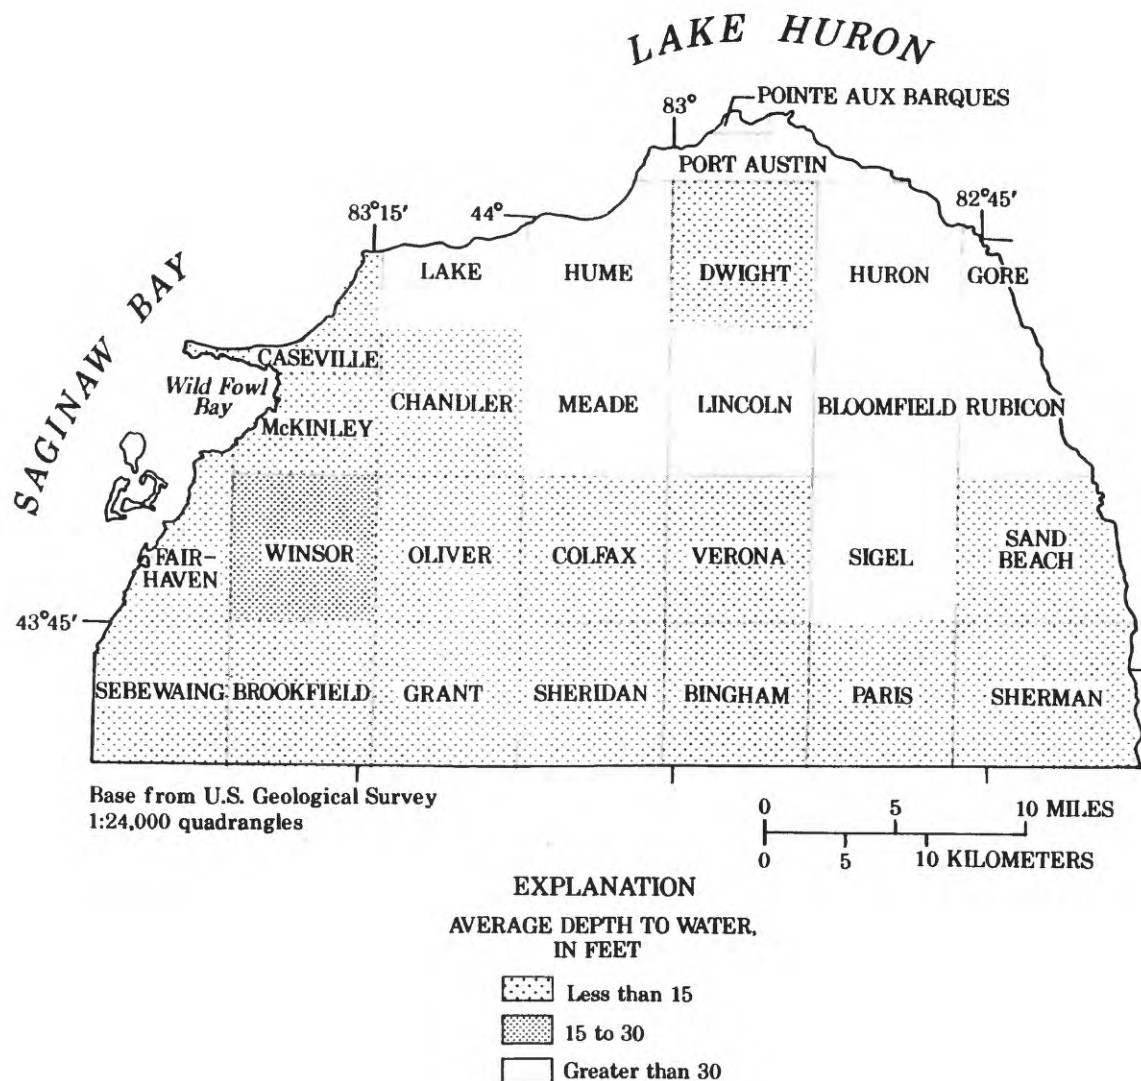 LAKE HURON
POINTE AUX BARQUES
83°
PORT AUSTIN
83°15'
44°
82°45'
LAKE
HUME
DWIGHT
HURON
GORE
SAGINAW BAY
CASEVILLE
Wild Fowl
Bay
CHANDLER
MEADE
LINCOLN
BLOOMFIELD
RUBICON
McKINLEY
WINSOR
OLIVER
COLFAX
VERONA
SIGEL
SAND
BEACH
FAIR-
HAVEN
43°45'
SEBEWAING
BROOKFIELD
GRANT
SHERIDAN
BINGHAM
PARIS
SHERMAN
Base from U.S. Geological Survey
1:24,000 quadrangles
0 5 10 MILES
0 5 10 KILOMETERS
EXPLANATION
AVERAGE DEPTH TO WATER,
IN FEET
Less than 15
15 to 30
Greater than 30